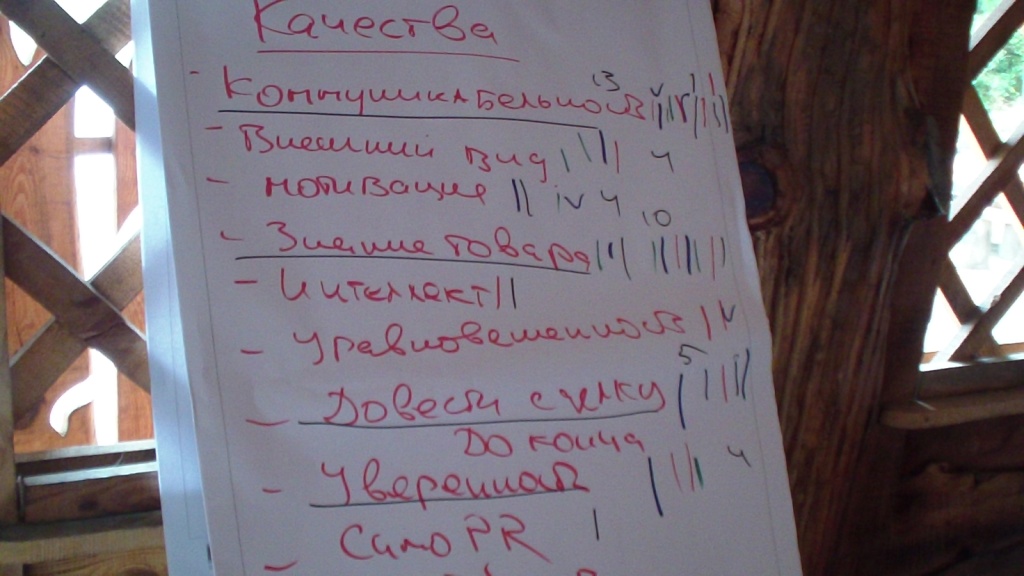 Качества
- Коммуникабельность 13
- Внешний вид 4
- мотивация IV 4
- Знание товара 10
- Интеллект
- Уравновешенность
- Довести сделку 5
до конца
- Уверенность 4
- Само PR